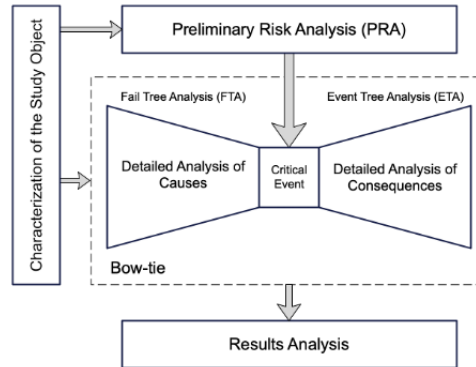 Characterization of the Study Object
Preliminary Risk Analysis (PRA)
Fail Tree Analysis (FTA)
Event Tree Analysis (ETA)
Detailed Analysis of
Causes
Critical
Event
Detailed Analysis of
Consequences
Bow-tie
Results Analysis